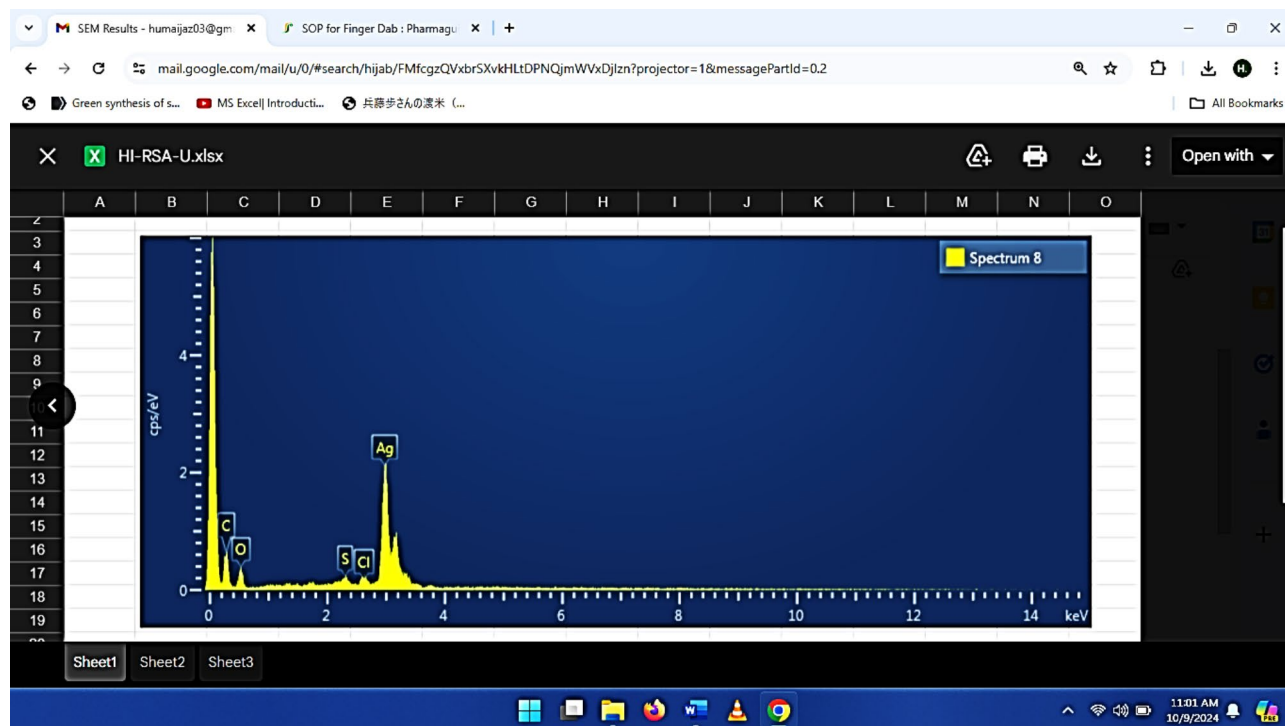 SEM Results - humaijaz03@gm
SOP for Finger Dab : Pharmagu
mail.google.com/mail/u/0/#search/hijab/FMfcgzQVxbrSXvkHLtDPNQjmWVxDjlzn?projector=1&messagePartId=0.2
H.
Green synthesis of s...
MS Excel| Introducti...
兵藤歩さんの渡米（...
All Bookmarks
X HI-RSA-U.xlsx
Open with
A B C D E F G H I J K L M N O
2
3
4
5
6
7
8
9
10
11
12
13
14
15
16
17
18
19
Spectrum 8
cps/eV
4
2
0
Ag
C
O
S
Cl
0 2 4 6 8 10 12 14 keV
Sheet1 Sheet2 Sheet3
11:01 AM
10/9/2024